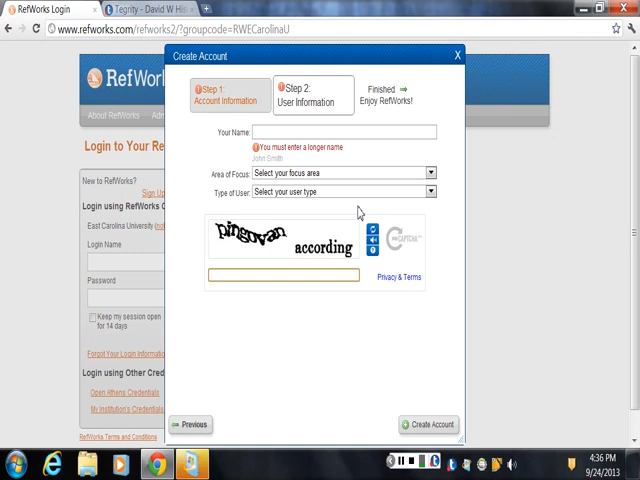 RefWorks Login
Tegrity - David W Hi
www.refworks.com/refworks2/?groupcode=RWECarolinaU
Create Account
X
RefWo
Step 1:
Account Information
Step 2:
User Information
Finished
Enjoy RefWorks!
About RefWorks
Login to Your Re
Your Name:
You must enter a longer name
John Smith
Area of Focus:
Select your focus area
Type of User:
Select your user type
New to RefWorks?
Sign Up
Login using RefWorks C
East Carolina University
Login Name
Password
Keep my session open
for 14 days
pingovan
according
CAPTCHA™
Privacy & Terms
Forgot Your Login Informatio
Login using Other Cred
Open Athens Credentials
My Institution's Credentials
Previous
Create Account
RefWorks Terms and Conditions
4:36 PM
9/24/2013